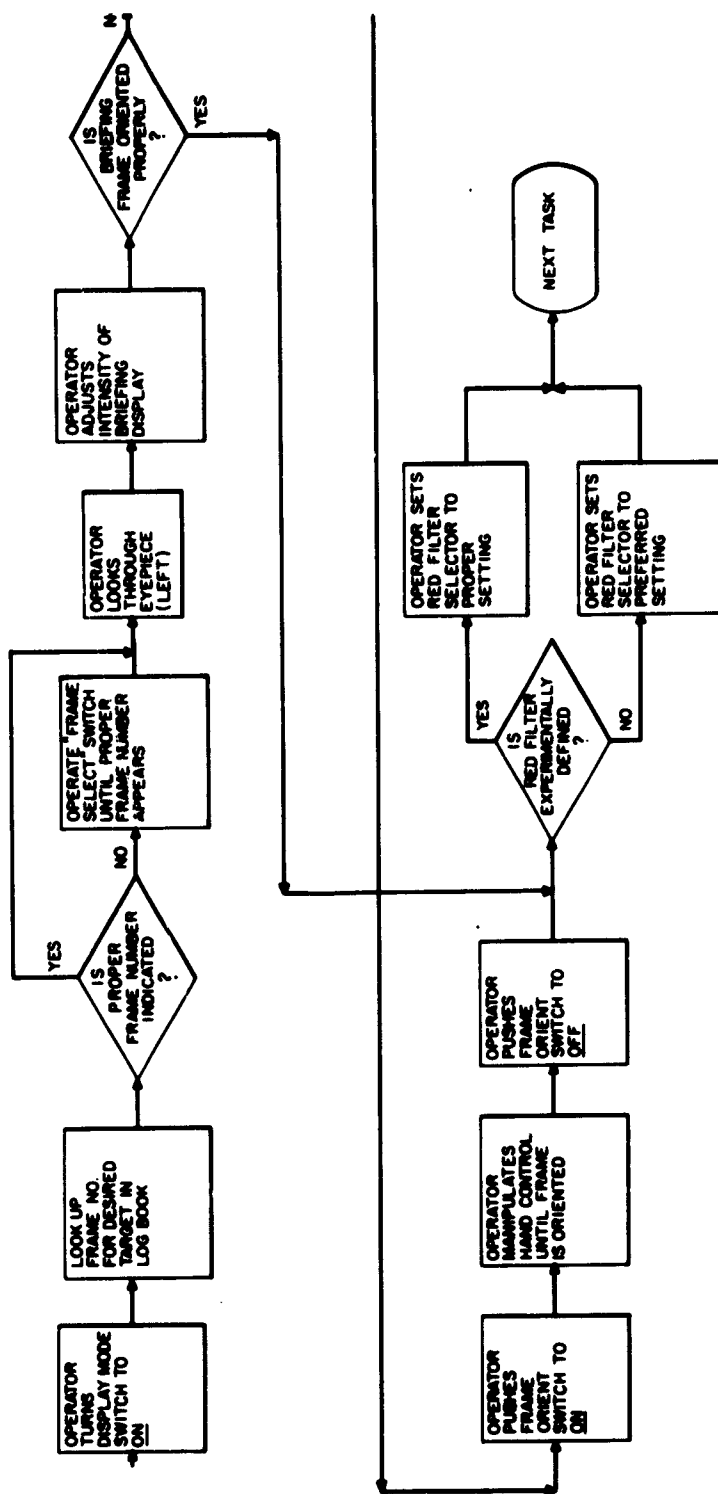 OPERATOR
TURNS
DISPLAY MODE
SWITCH TO
ON
LOOK UP
FRAME NO.
FOR DESIRED
TARGET IN
LOG BOOK
IS
PROPER
FRAME NUMBER
INDICATED
?
YES
NO
OPERATE "FRAME
SELECT" SWITCH
UNTIL PROPER
FRAME NUMBER
APPEARS
OPERATOR
LOOKS
THROUGH
EYEPIECE
(LEFT)
OPERATOR
ADJUSTS
INTENSITY OF
BRIEFING
DISPLAY
IS
BRIEFING
FRAME ORIENTED
PROPERLY
?
N
YES
OPERATOR
PUSHES
FRAME
ORIENT
SWITCH TO
ON
OPERATOR
MANIPULATES
HAND CONTROL
UNTIL FRAME
IS ORIENTED
OPERATOR
PUSHES
FRAME
ORIENT
SWITCH TO
OFF
IS
RED FILTER
EXPERIMENTALLY
DEFINED
?
YES
NO
OPERATOR SETS
RED FILTER
SELECTOR TO
PROPER
SETTING
OPERATOR SETS
RED FILTER
SELECTOR TO
PREFERRED
SETTING
NEXT TASK